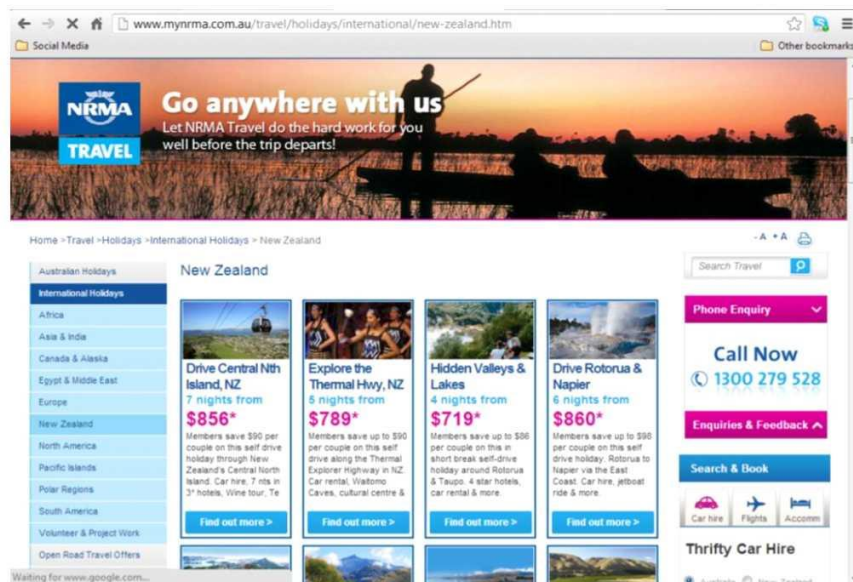 www.mynrma.com.au/travel/holidays/international/new-zealand.htm
Social Media
Other bookmarks
NRMA
TRAVEL
Go anywhere with us
Let NRMA Travel do the hard work for you
well before the trip departs!
Home >Travel >Holidays >International Holidays > New Zealand
- A + A
Australian Holidays
International Holidays
Africa
Asia & India
Canada & Alaska
Egypt & Middle East
Europe
New Zealand
North America
Pacific Islands
Polar Regions
South America
Volunteer & Project Work
Open Road Travel Offers
New Zealand
Drive Central Nth
Island, NZ
7 nights from
$856*
Members save $90 per
couple on this self drive
holiday through New
Zealand's Central North
Island. Car hire, 7 nts in
3* hotels, Wine tour, Te
Find out more >
Explore the
Thermal Hwy, NZ
5 nights from
$789*
Members save up to $90
per couple on this self
drive along the Thermal
Explorer Highway in NZ.
Car rental, Waitomo
Caves, cultural centre &
Find out more >
Hidden Valleys &
Lakes
4 nights from
$719*
Members save up to $86
per couple on this in
short break self-drive
holiday around Rotorua
& Taupo. 4 star hotels,
car rental & more.
Find out more >
Drive Rotorua &
Napier
6 nights from
$860*
Members save up to $98
per couple on this self
drive holiday. Rotorua to
Napier via the East
Coast. Car hire, jetboat
ride & more.
Find out more >
Search Travel
Phone Enquiry
Call Now
1300 279 528
Enquiries & Feedback
Search & Book
Car hire
Flights
Accomm
Thrifty Car Hire
Australia
New Zealand
Waiting for www.google.com...